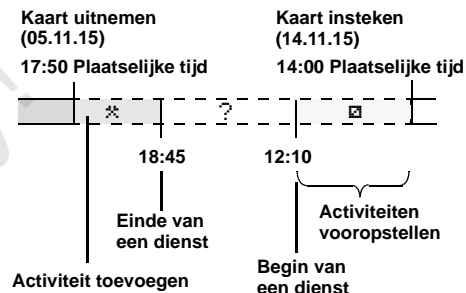 Kaart uitnemen
(05.11.15)
17:50 Plaatselijke tijd
Kaart insteken
(14.11.15)
14:00 Plaatselijke tijd
?
18:45
12:10
Einde van
een dienst
Activiteiten
vooropstellen
Activiteit toevoegen
Begin van
een dienst